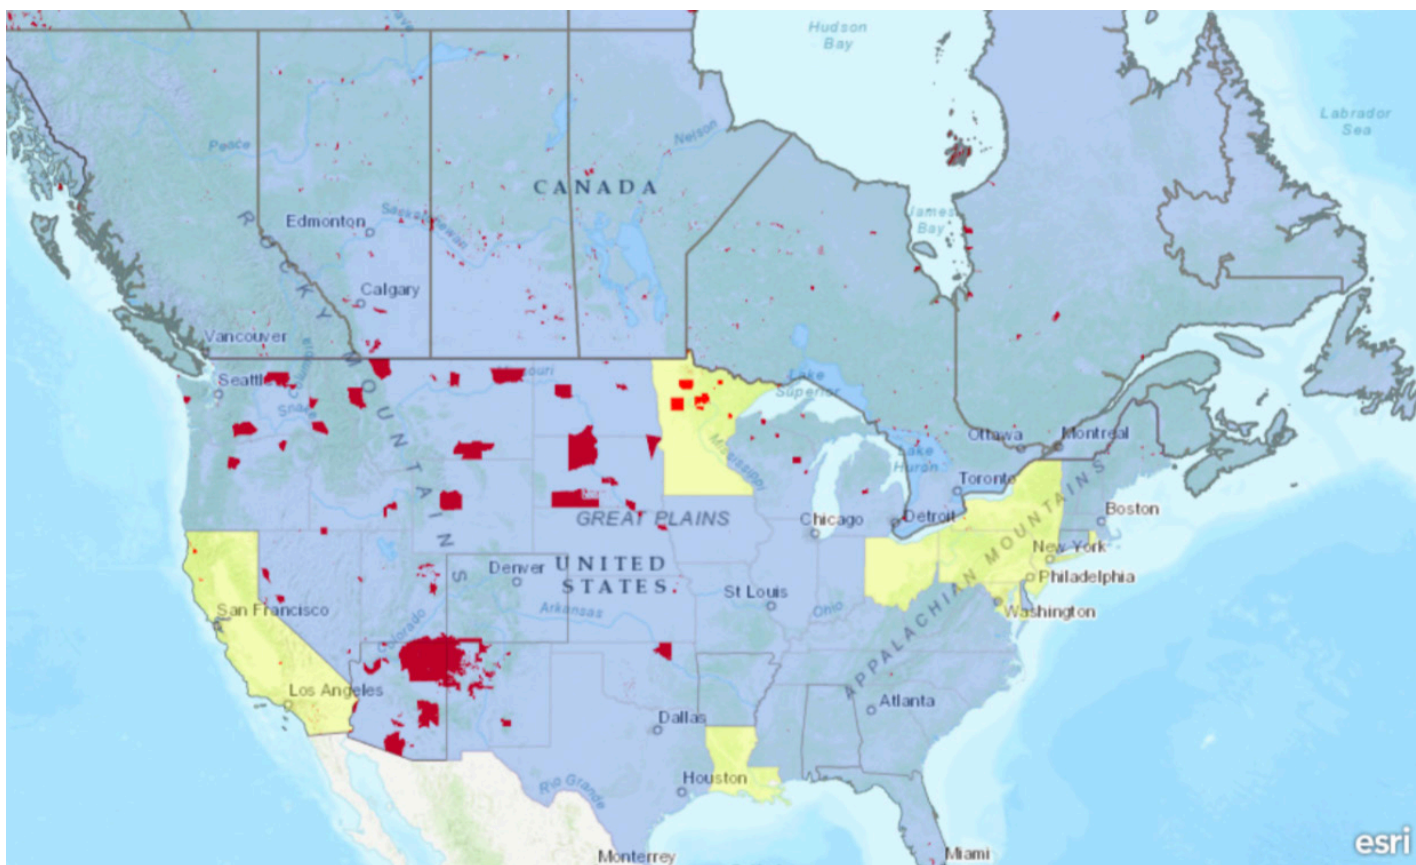 Hudson
Bay
Labrador
Sea
Peace
Nelson
CANADA
Edmonton
Saskatchewan
James
Bay
ROCKY MOUNTAINS
Calgary
Vancouver
Columbia
Seattle
Missouri
Lake
Superior
Snake
Mississippi
Ottawa
Montreal
Lake
Huron
Toronto
Boston
GREAT PLAINS
Chicago
Detroit
APPALACHIAN MOUNTAINS
New York
Denver
UNITED
STATES
Philadelphia
St Louis
Ohio
Washington
San Francisco
Arkansas
Colorado
Los Angeles
Atlanta
Dallas
Houston
Rio Grande
Monterrey
Miami
esri